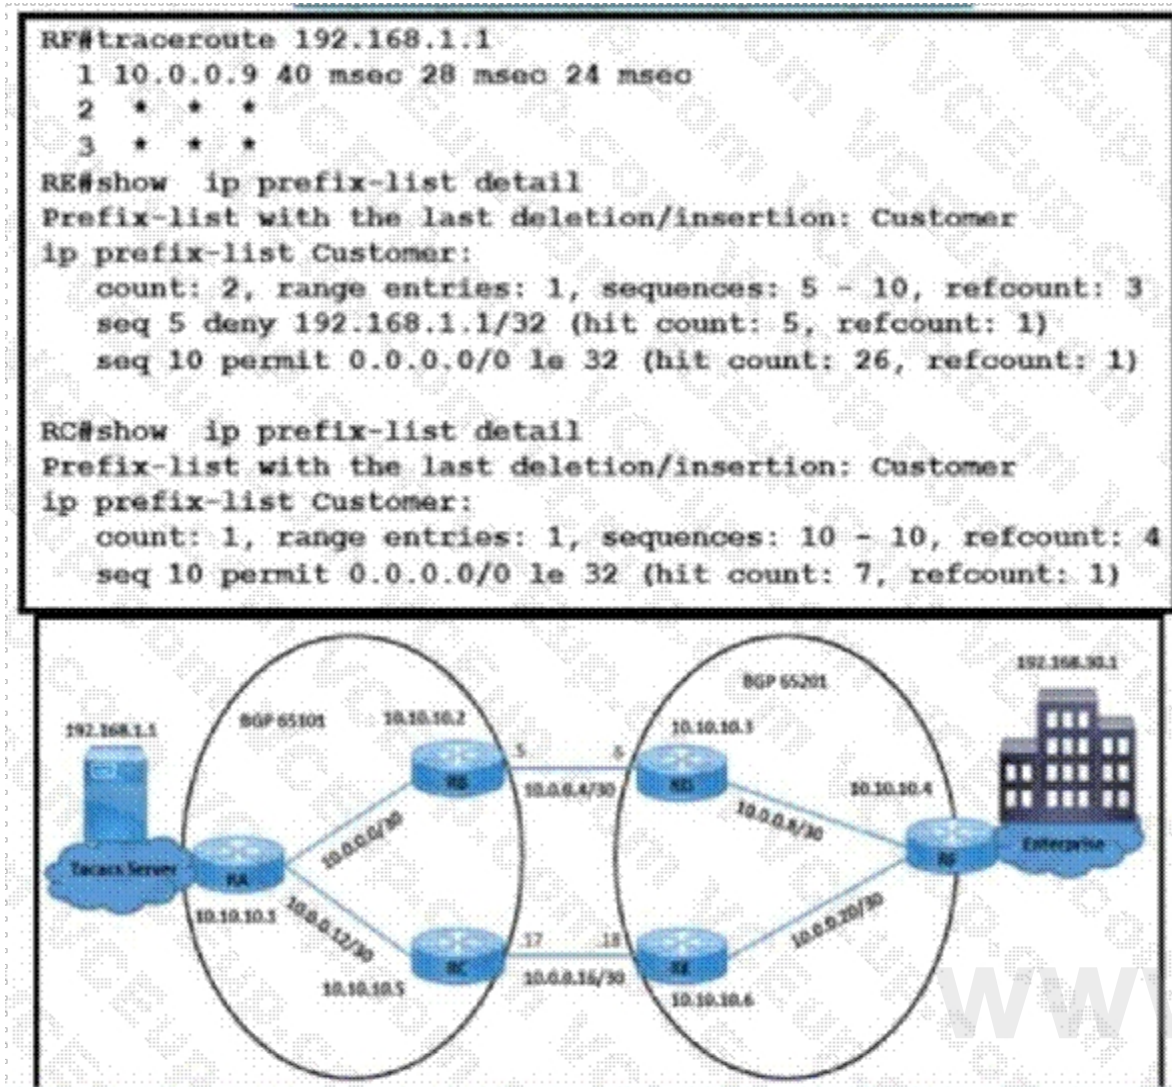 RF#traceroute 192.168.1.1
1 10.0.0.9 40 msec 28 msec 24 msec
2 * * *
3 * * *
RE#show ip prefix-list detail
Prefix-list with the last deletion/insertion: Customer
ip prefix-list Customer:
count: 2, range entries: 1, sequences: 5 - 10, refcount: 3
seq 5 deny 192.168.1.1/32 (hit count: 5, refcount: 1)
seq 10 permit 0.0.0.0/0 le 32 (hit count: 26, refcount: 1)
RC#show ip prefix-list detail
Prefix-list with the last deletion/insertion: Customer
ip prefix-list Customer:
count: 1, range entries: 1, sequences: 10 - 10, refcount: 4
seq 10 permit 0.0.0.0/0 le 32 (hit count: 7, refcount: 1)
192.168.30.1
BGP 65201
BGP 65101
10.10.10.2
192.168.1.1
10.10.10.3
.5
.6
RB
RD
10.0.0.4/30
10.10.10.4
10.0.0.0/30
10.0.0.8/30
Enterprise
RF
Tacacs Server
RA
10.10.10.1
10.0.0.12/30
10.0.0.20/30
.17
.18
RC
RE
10.0.0.16/30
10.10.10.5
10.10.10.6
WW